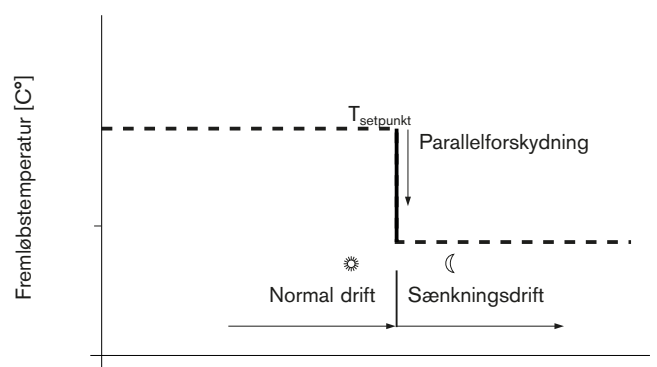 Fremløbstemperatur [C°]
Tsetpunkt
Parallelforskydning
Normal drift
Sænkningsdrift